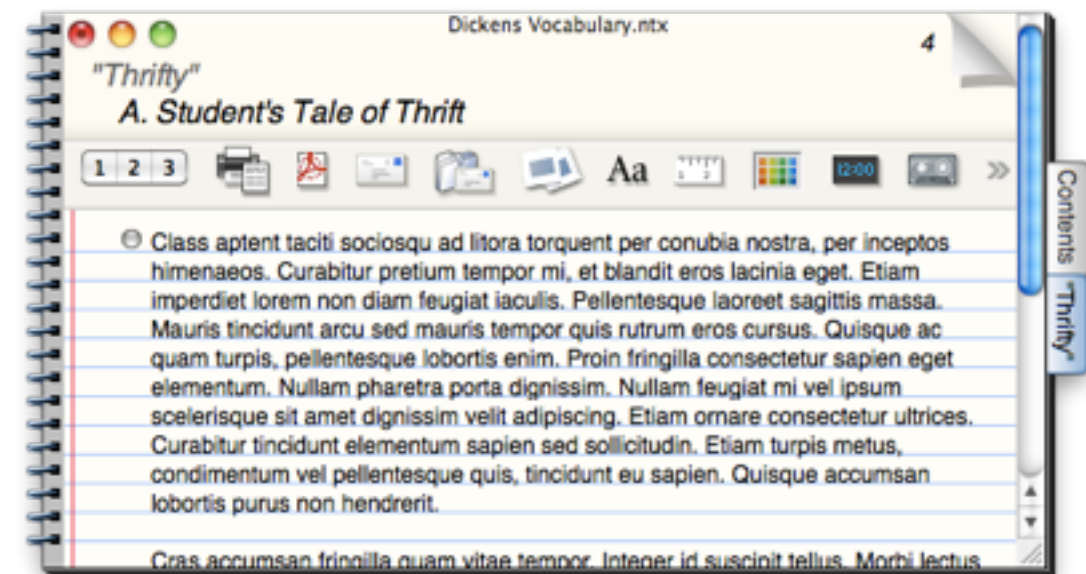 Dickens Vocabulary.ntx
4
"Thrifty"
A. Student's Tale of Thrift
1 2 3
Aa
1 2
12:00
Contents
"Thrifty"
Class aptent taciti sociosqu ad litora torquent per conubia nostra, per inceptos
himenaeos. Curabitur pretium tempor mi, et blandit eros lacinia eget. Etiam
imperdiet lorem non diam feugiat iaculis. Pellentesque laoreet sagittis massa.
Mauris tincidunt arcu sed mauris tempor quis rutrum eros cursus. Quisque ac
quam turpis, pellentesque lobortis enim. Proin fringilla consectetur sapien eget
elementum. Nullam pharetra porta dignissim. Nullam feugiat mi vel ipsum
scelerisque sit amet dignissim velit adipiscing. Etiam ornare consectetur ultrices.
Curabitur tincidunt elementum sapien sed sollicitudin. Etiam turpis metus,
condimentum vel pellentesque quis, tincidunt eu sapien. Quisque accumsan
lobortis purus non hendrerit.
Cras accumsan fringilla quam vitae tempor. Integer id suscipit tellus. Morbi lectus